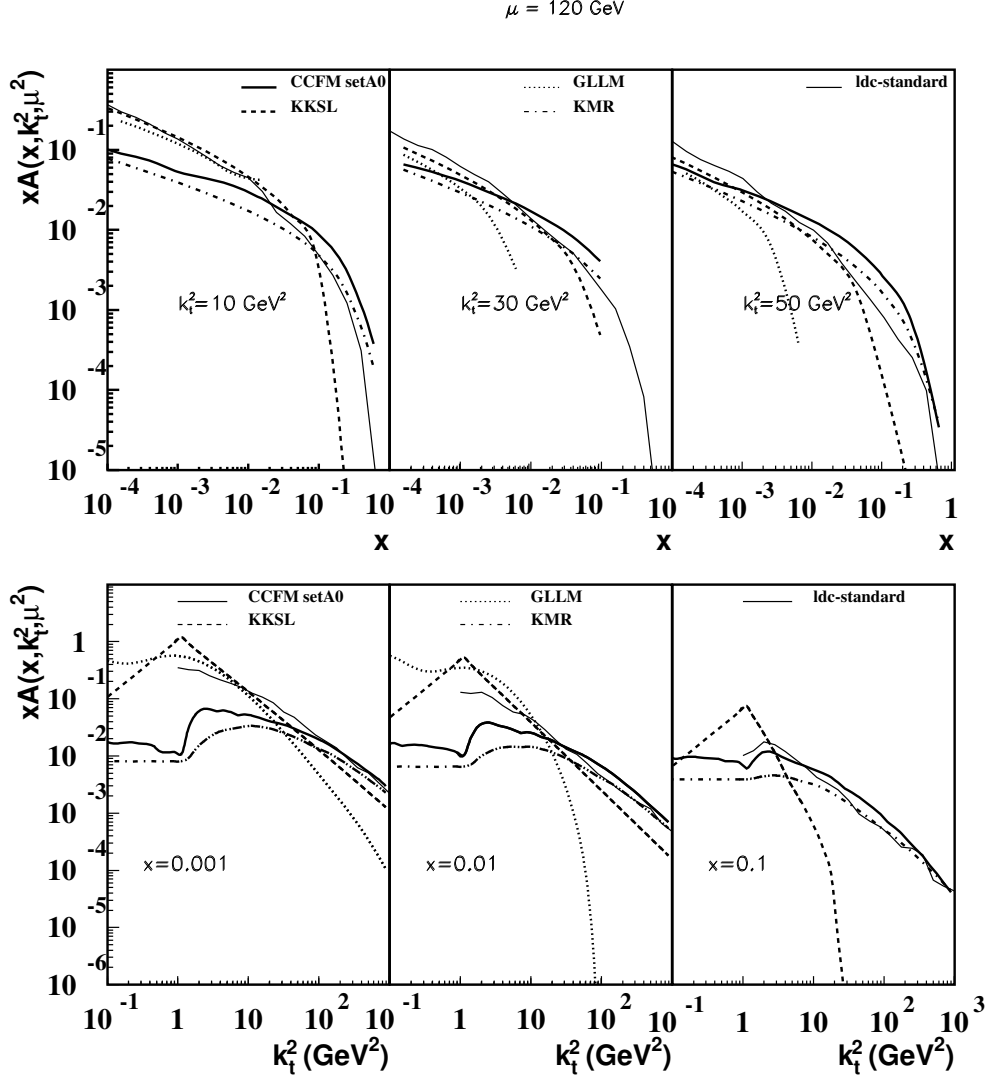 μ = 120 GeV
CCFM setA0
KKSL
GLLM
KMR
ldc-standard
xA(x,k_t^2,μ^2)
10^-1
10^-2
10^-3
10^-4
10^-5
k_t^2=10 GeV^2
k_t^2=30 GeV^2
k_t^2=50 GeV^2
10^-4 10^-3 10^-2 10^-1 10^-4 10^-3 10^-2 10^-1 10^-4 10^-3 10^-2 10^-1 1
x x x
CCFM setA0
KKSL
GLLM
KMR
ldc-standard
xA(x,k_t^2,μ^2)
1
10^-1
10^-2
10^-3
10^-4
10^-5
10^-6
x=0.001
x=0.01
x=0.1
10^-1 1 10 10^2 10^-1 1 10 10^2 10^-1 1 10 10^2 10^3
k_t^2 (GeV^2) k_t^2 (GeV^2) k_t^2 (GeV^2)